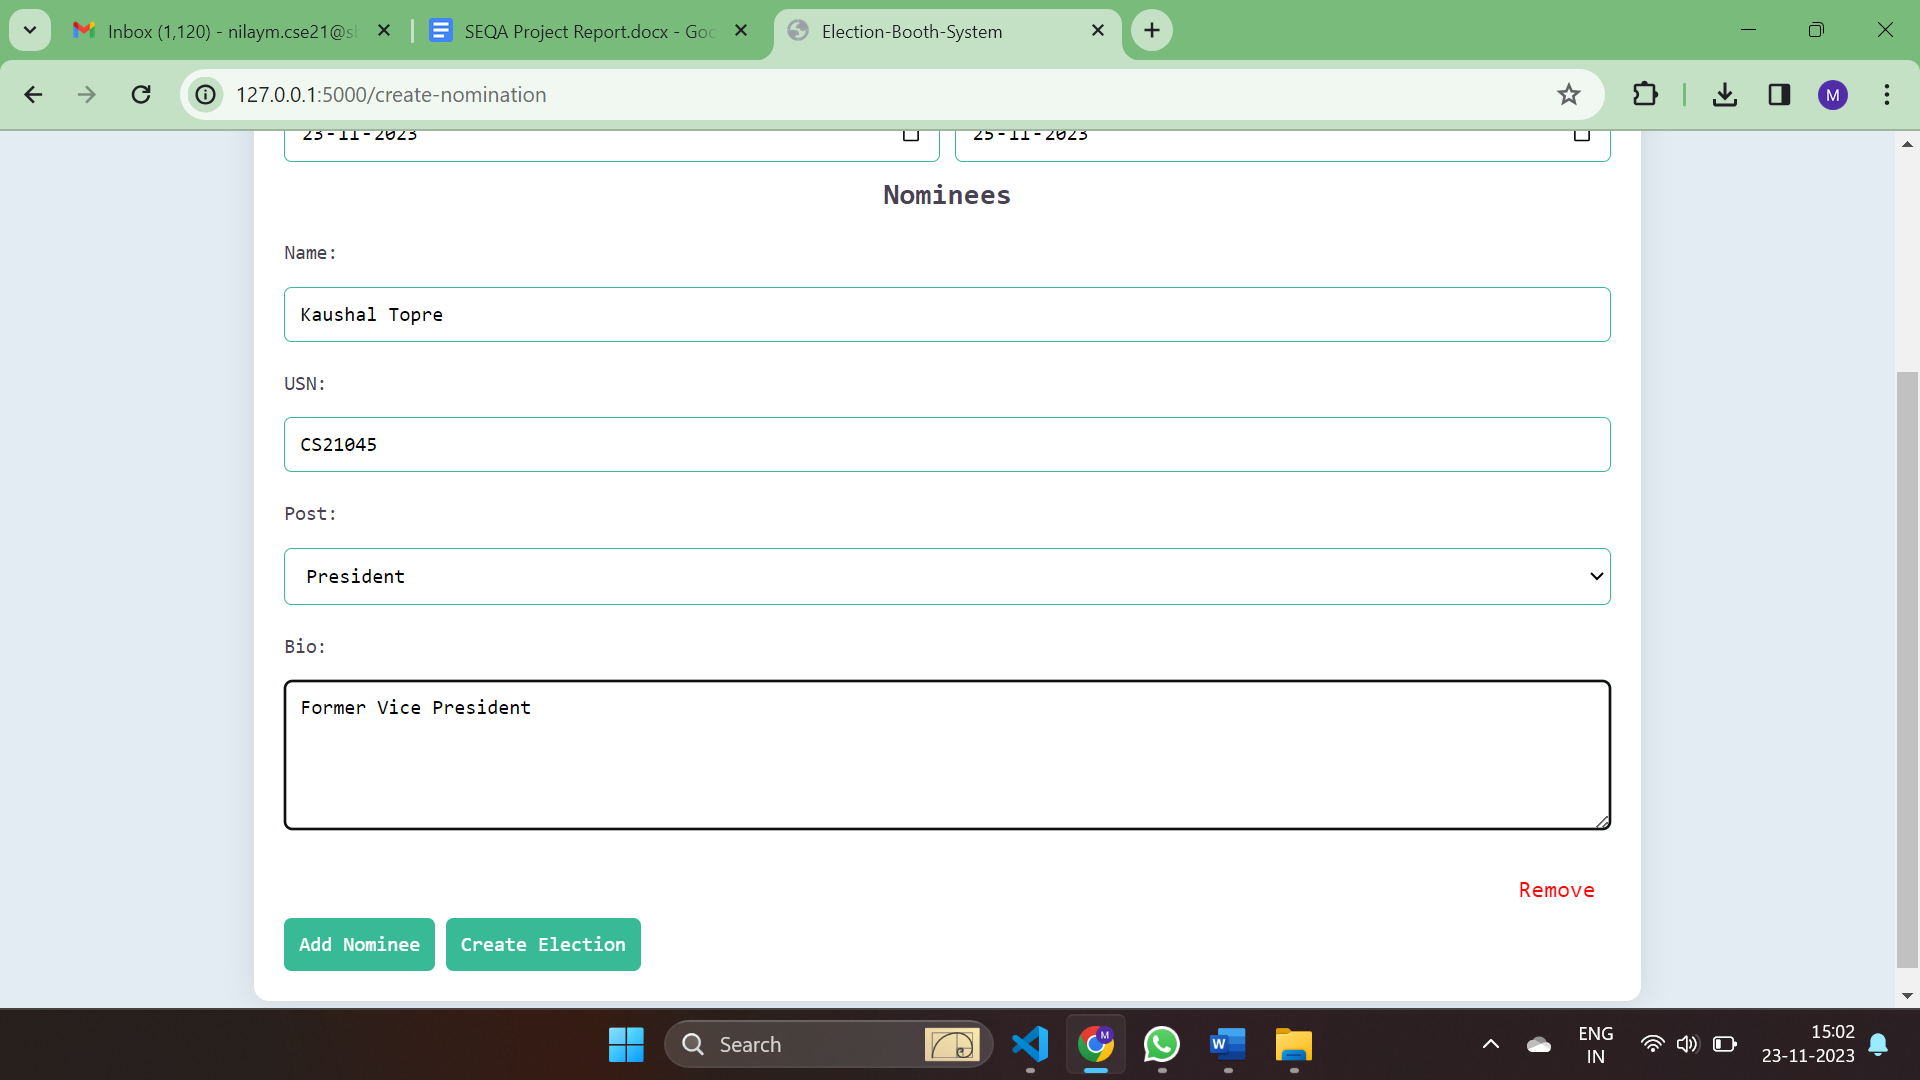 Inbox (1,120) - nilaym.cse21@s
SEQA Project Report.docx - Goo
Election-Booth-System
127.0.0.1:5000/create-nomination
M
23-11-2023
25-11-2023
Nominees
Name:
Kaushal Topre
USN:
CS21045
Post:
President
Bio:
Former Vice President
Remove
Add Nominee
Create Election
Search
M
W
ENG
IN
15:02
23-11-2023